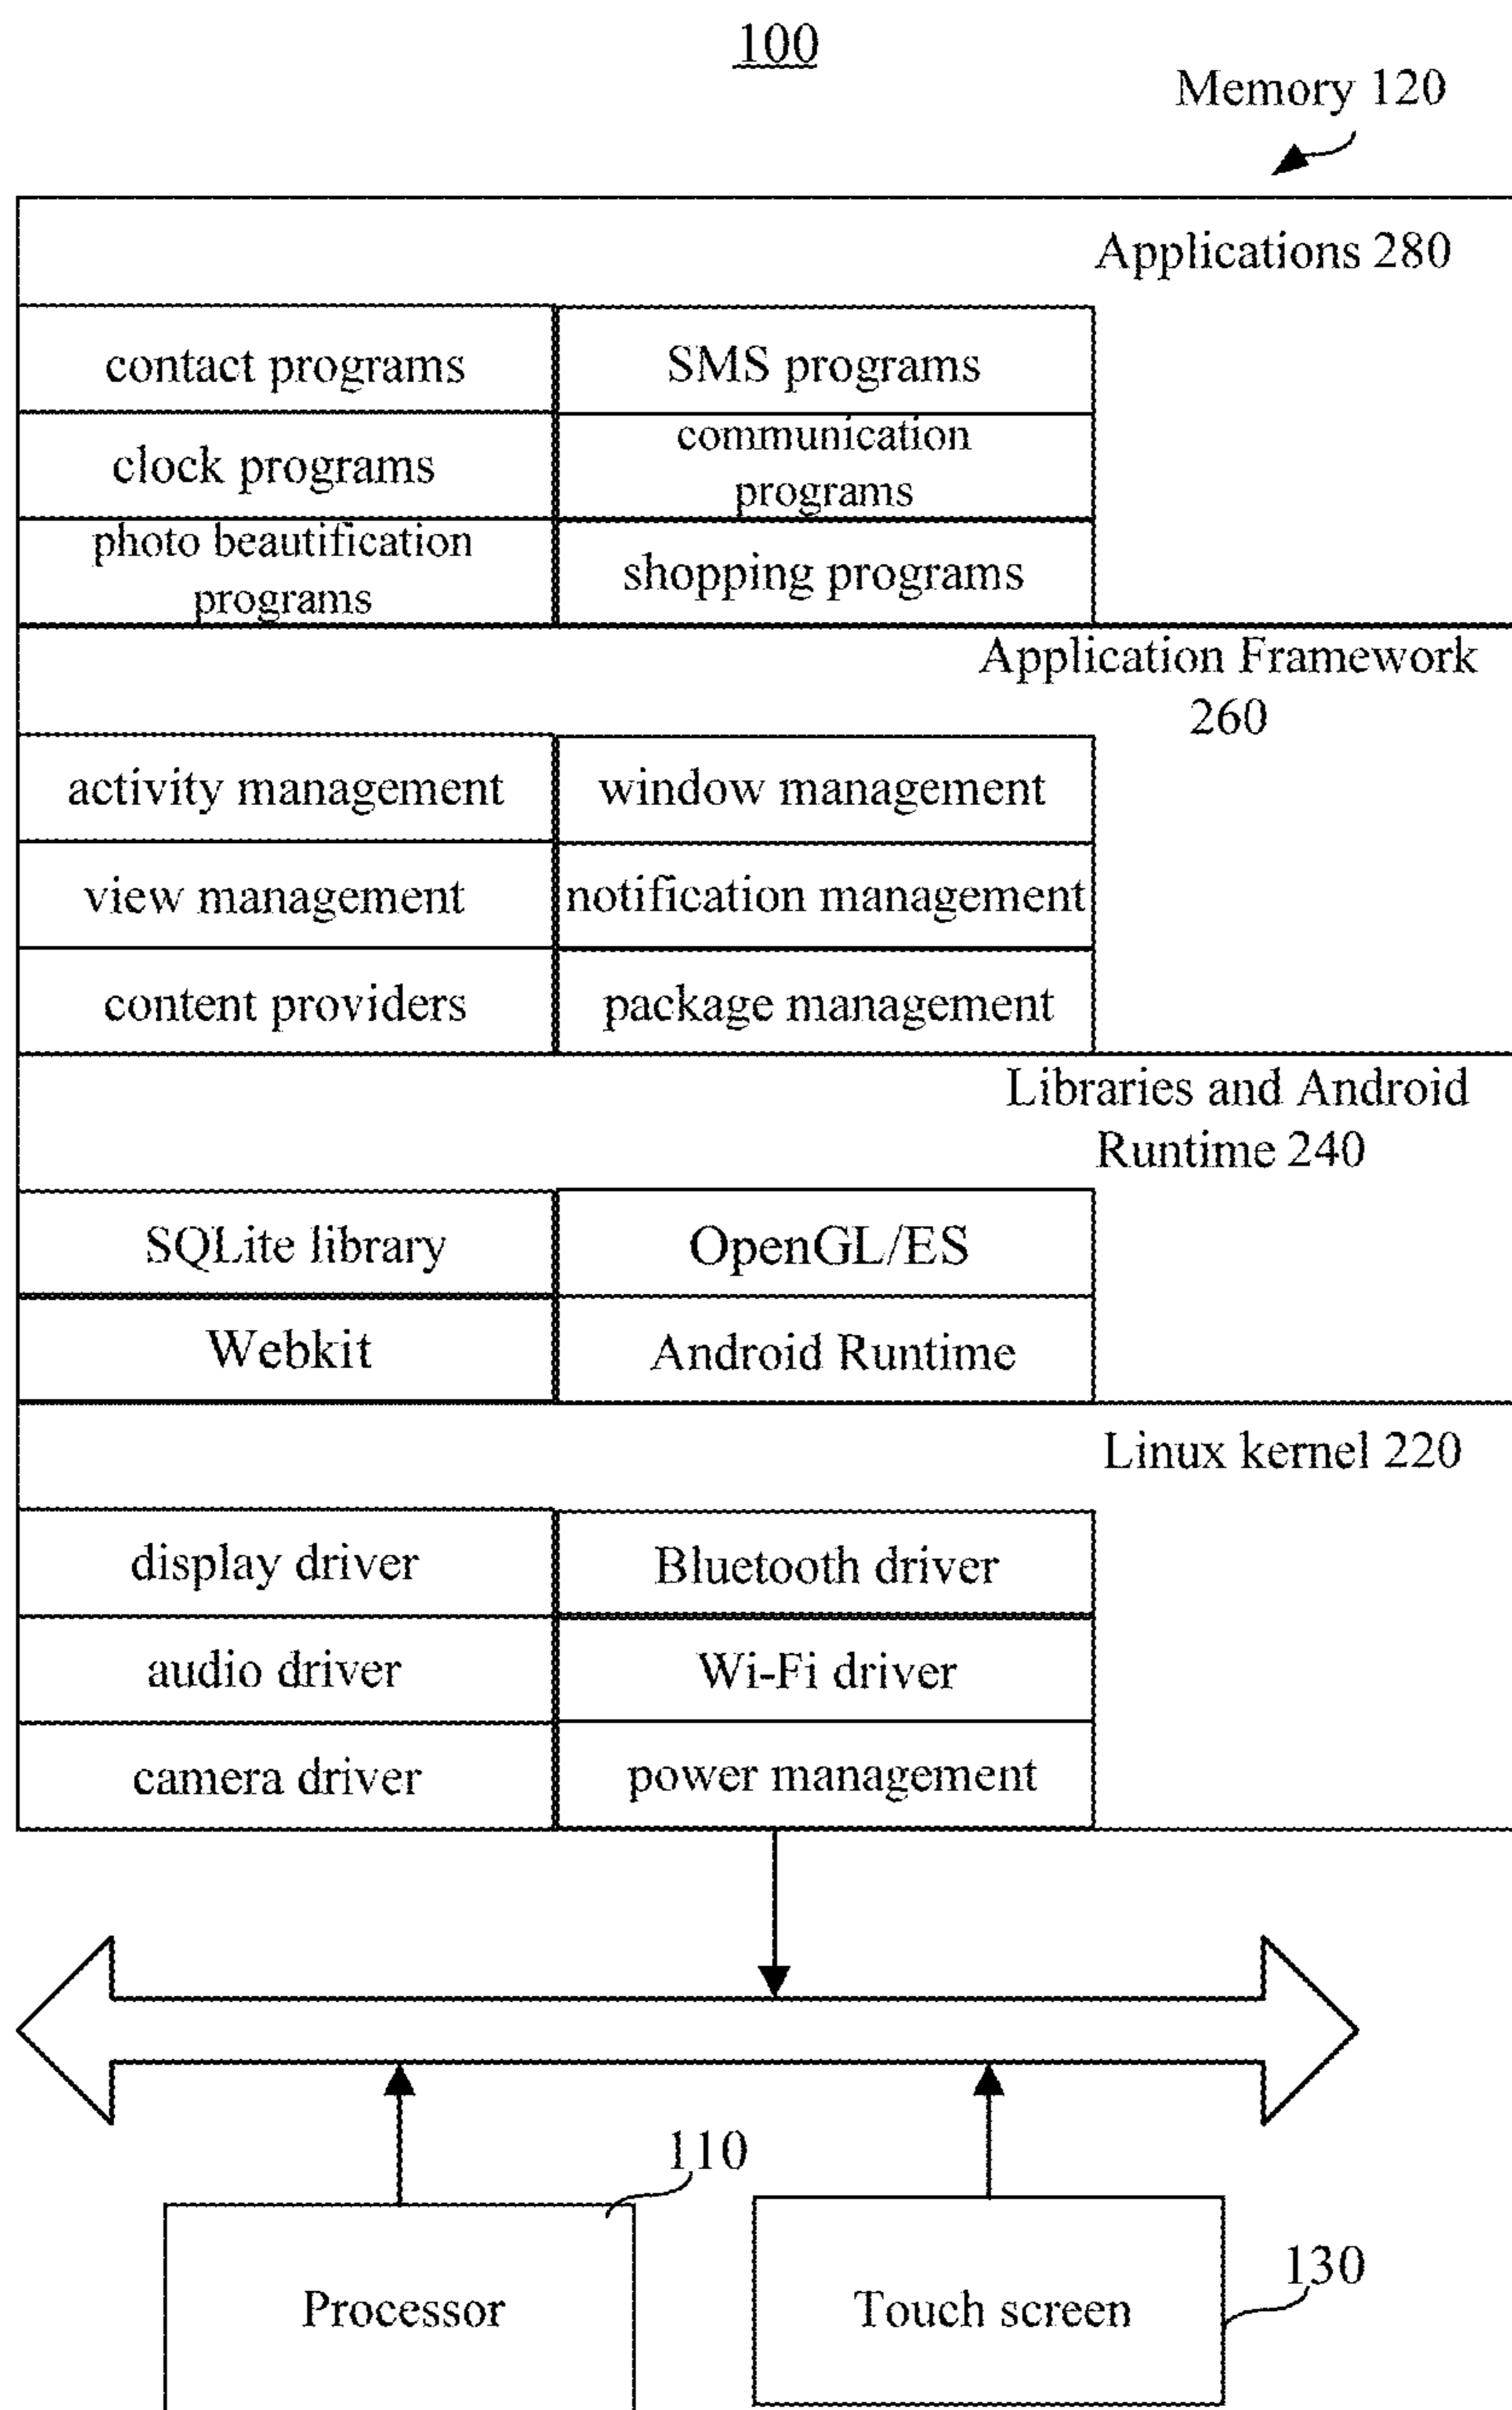 100
Memory 120
Applications 280
contact programs
SMS programs
clock programs
communication
programs
photo beautification
programs
shopping programs
Application Framework
260
activity management
window management
view management
notification management
content providers
package management
Libraries and Android
Runtime 240
SQLite library
OpenGL/ES
Webkit
Android Runtime
Linux kernel 220
display driver
Bluetooth driver
audio driver
Wi-Fi driver
camera driver
power management
110
Processor
Touch screen
130